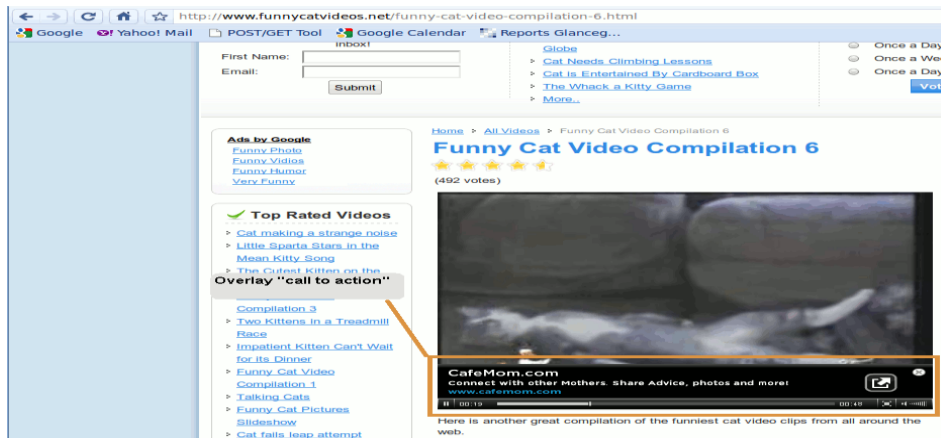 http://www.funnycatvideos.net/funny-cat-video-compilation-6.html
Google Yahoo! Mail POST/GET Tool Google Calendar Reports Glanceg...
inbox!
First Name:
Email:
Submit
Globe
Cat Needs Climbing Lessons
Cat is Entertained By Cardboard Box
The Whack a Kitty Game
More..
Once a Day
Once a Wee
Once a Day
Vot
Ads by Google
Funny Photo
Funny Vidios
Funny Humor
Very Funny
Top Rated Videos
Cat making a strange noise
Little Sparta Stars in the
Mean Kitty Song
The Cutest Kitten on the
Overlay "call to action"
Compilation 3
Two Kittens in a Treadmill
Race
Impatient Kitten Can't Wait
for its Dinner
Funny Cat Video
Compilation 1
Talking Cats
Funny Cat Pictures
Slideshow
Cat fails leap attempt
Home > All Videos > Funny Cat Video Compilation 6
Funny Cat Video Compilation 6
(492 votes)
CafeMom.com
Connect with other Mothers. Share Advice, photos and more!
www.cafemom.com
00:19 00:48
Here is another great compilation of the funniest cat video clips from all around the
web.